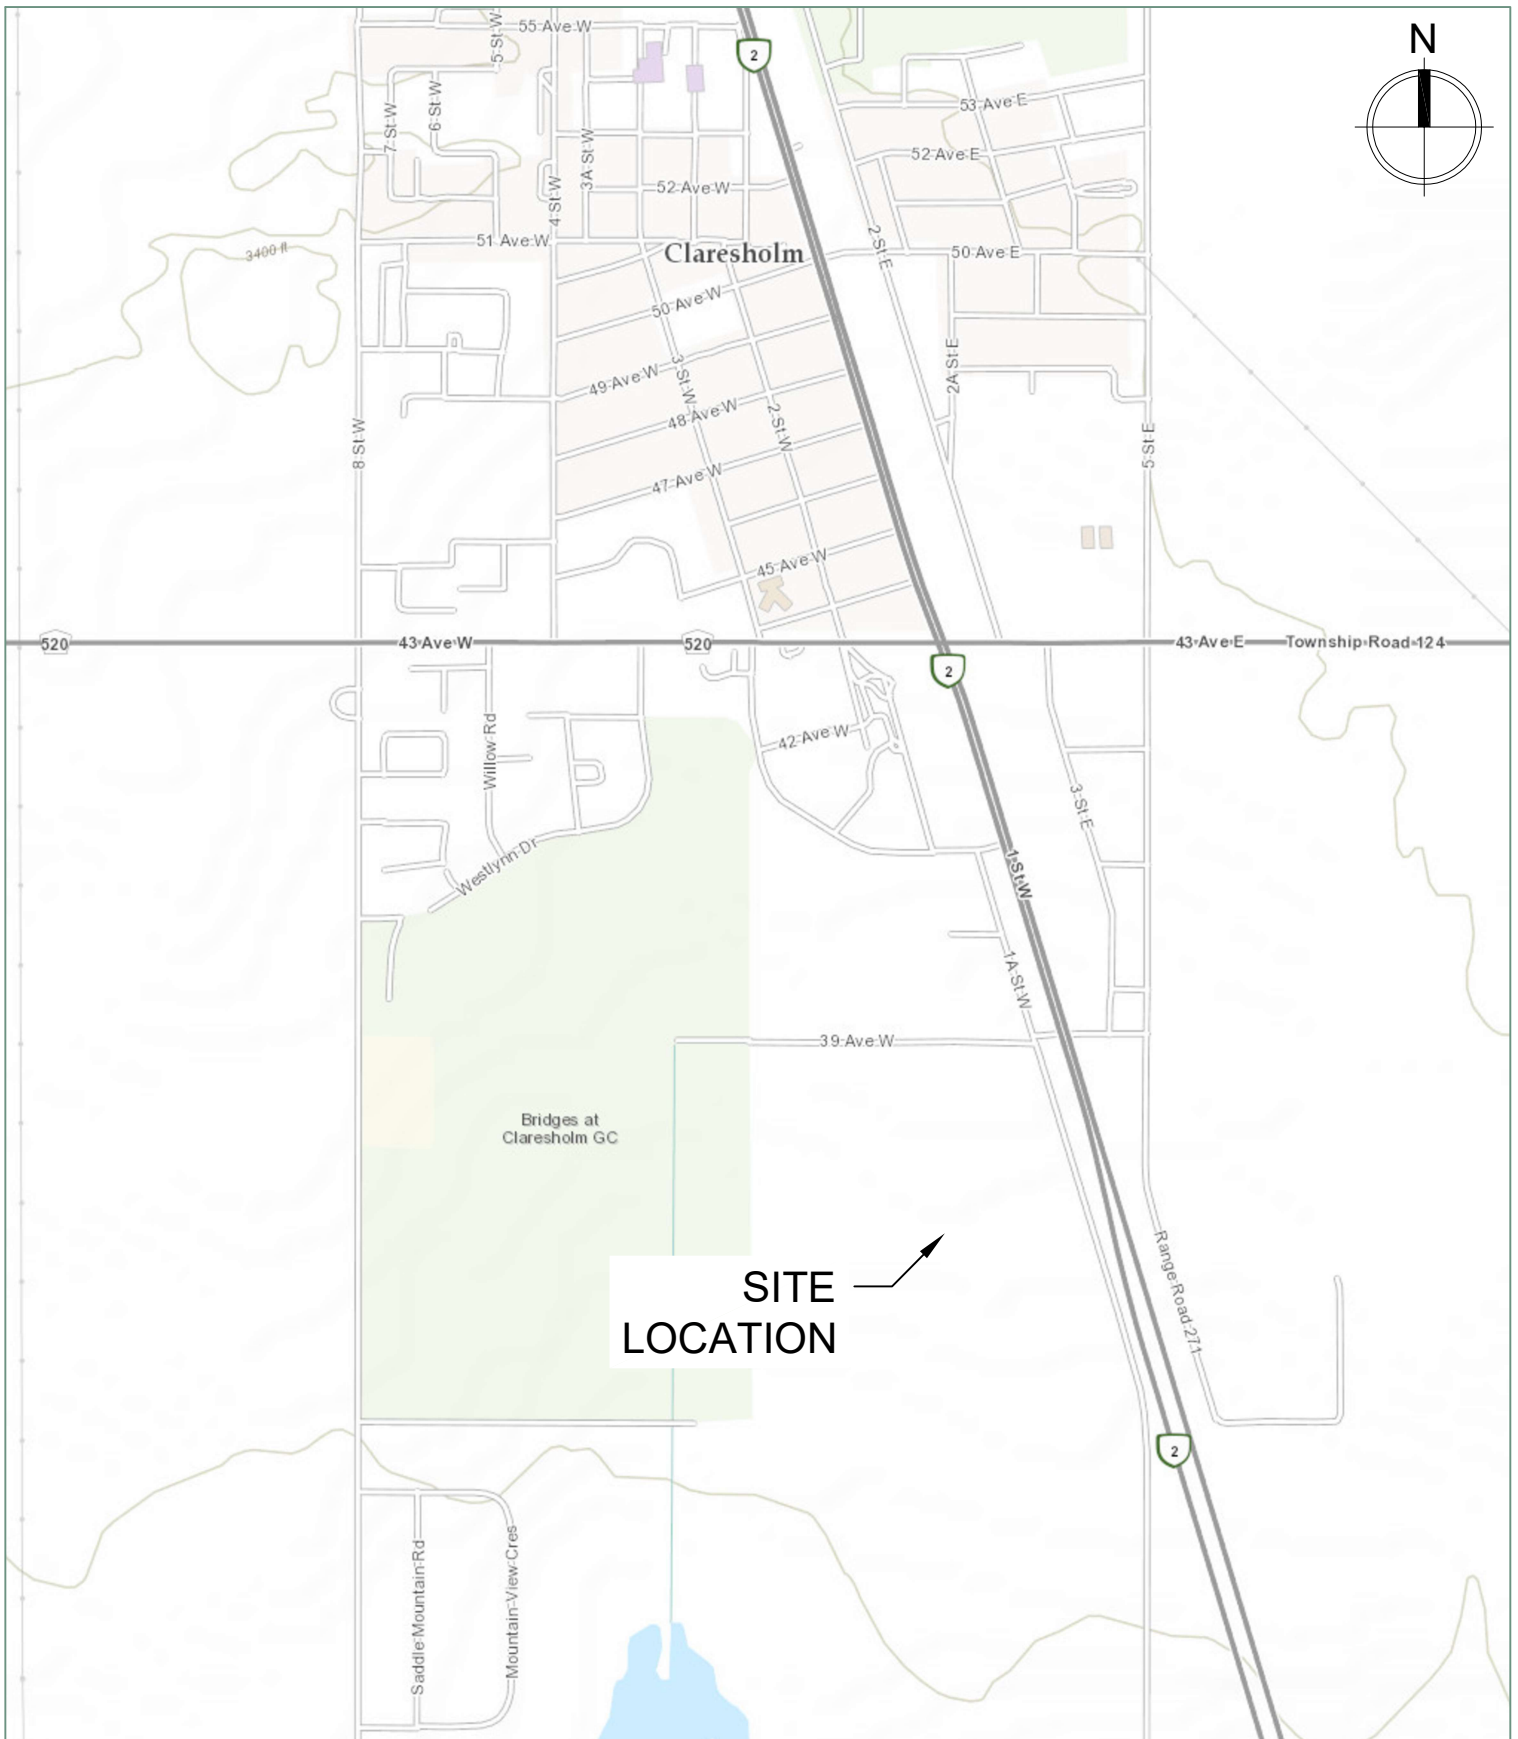 N
55 Ave W
5 St W
2
7 St W
6 St W
3A St W
4 St W
53 Ave E
52 Ave E
52 Ave W
51 Ave W
3400 ft
Claresholm
2 St E
50 Ave E
50 Ave W
49 Ave W
3 St W
48 Ave W
2 St W
2A St E
8 St W
5 St E
47 Ave W
45 Ave W
520
43 Ave W
520
43 Ave E
Township Road 124
2
Willow Rd
42 Ave W
3 St E
Westlynn Dr
1 St W
1A St W
39 Ave W
Bridges at
Claresholm GC
SITE
LOCATION
Range Road 271
2
Saddle Mountain Rd
Mountain View Cres